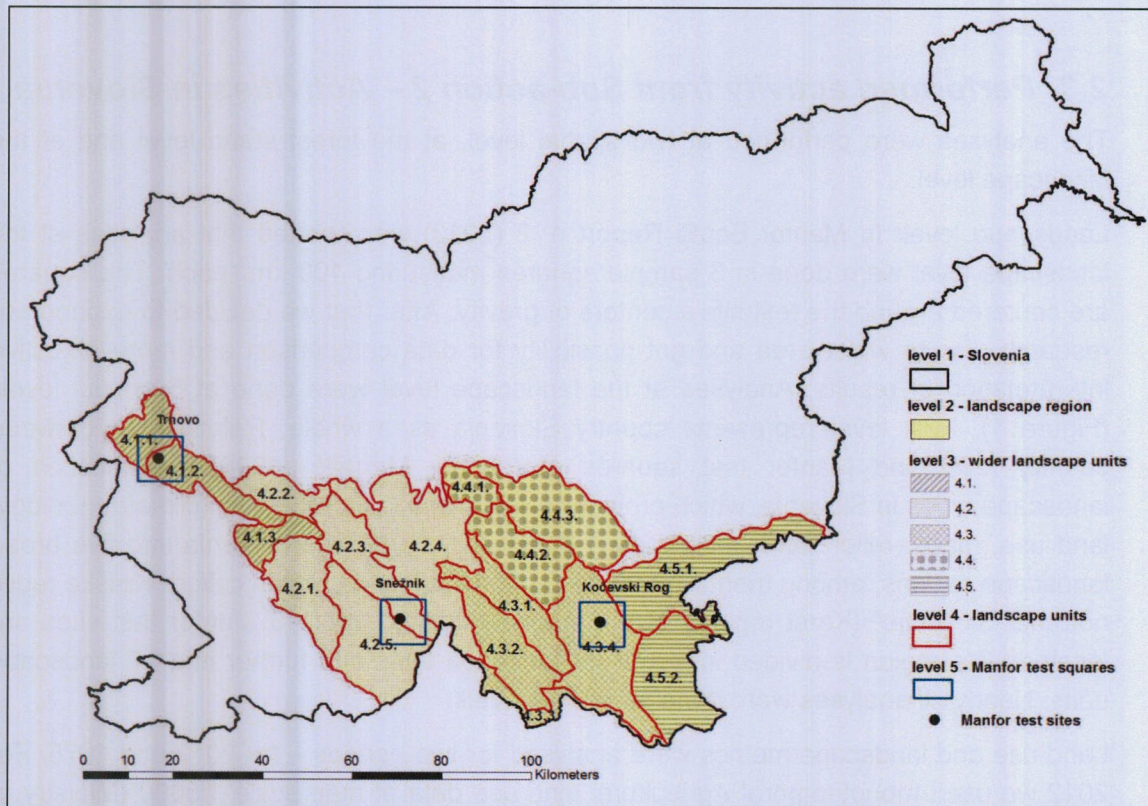 Trnovo
4.1.1.
4.1.2.
4.2.2.
4.1.3
4.2.3.
4.2.4.
4.4.1.
4.4.3.
4.4.2.
4.2.1.
Snežnik
4.2.5.
4.3.1.
4.3.2.
Kočevski Rog
4.3.4.
4.5.1.
4.5.2.
level 1 - Slovenia
level 2 - landscape region
level 3 - wider landscape units
4.1.
4.2.
4.3.
4.4.
4.5.
level 4 - landscape units
level 5 - Manfor test squares
Manfor test sites
0 10 20 40 60 80 100
Kilometers